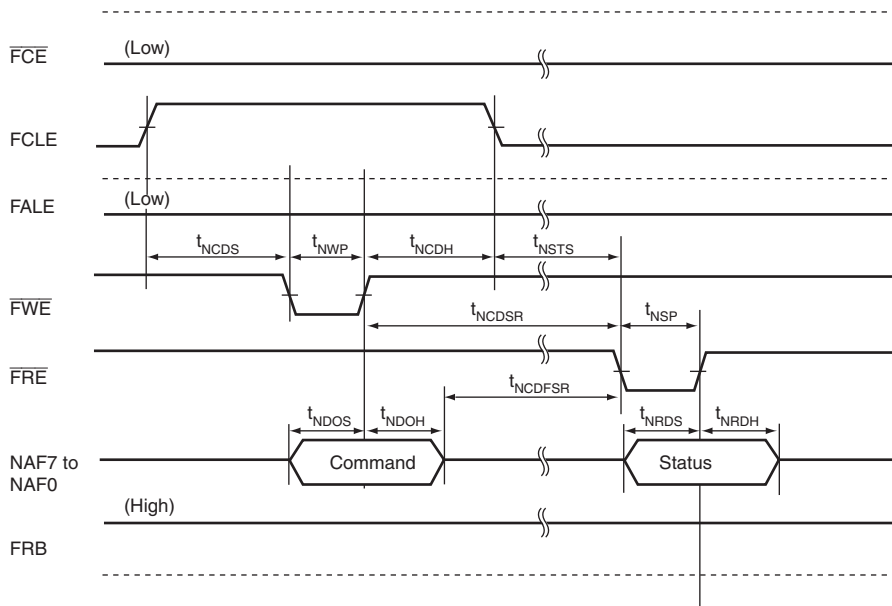 FCE (Low)
FCLE
FALE (Low)
tNCDS tNWP tNCDH tNSTS
FWE
tNCDSR tNSP
FRE
tNCDFSR
tNDOS tNDOH tNRDS tNRDH
NAF7 to
NAF0
Command Status
(High)
FRB